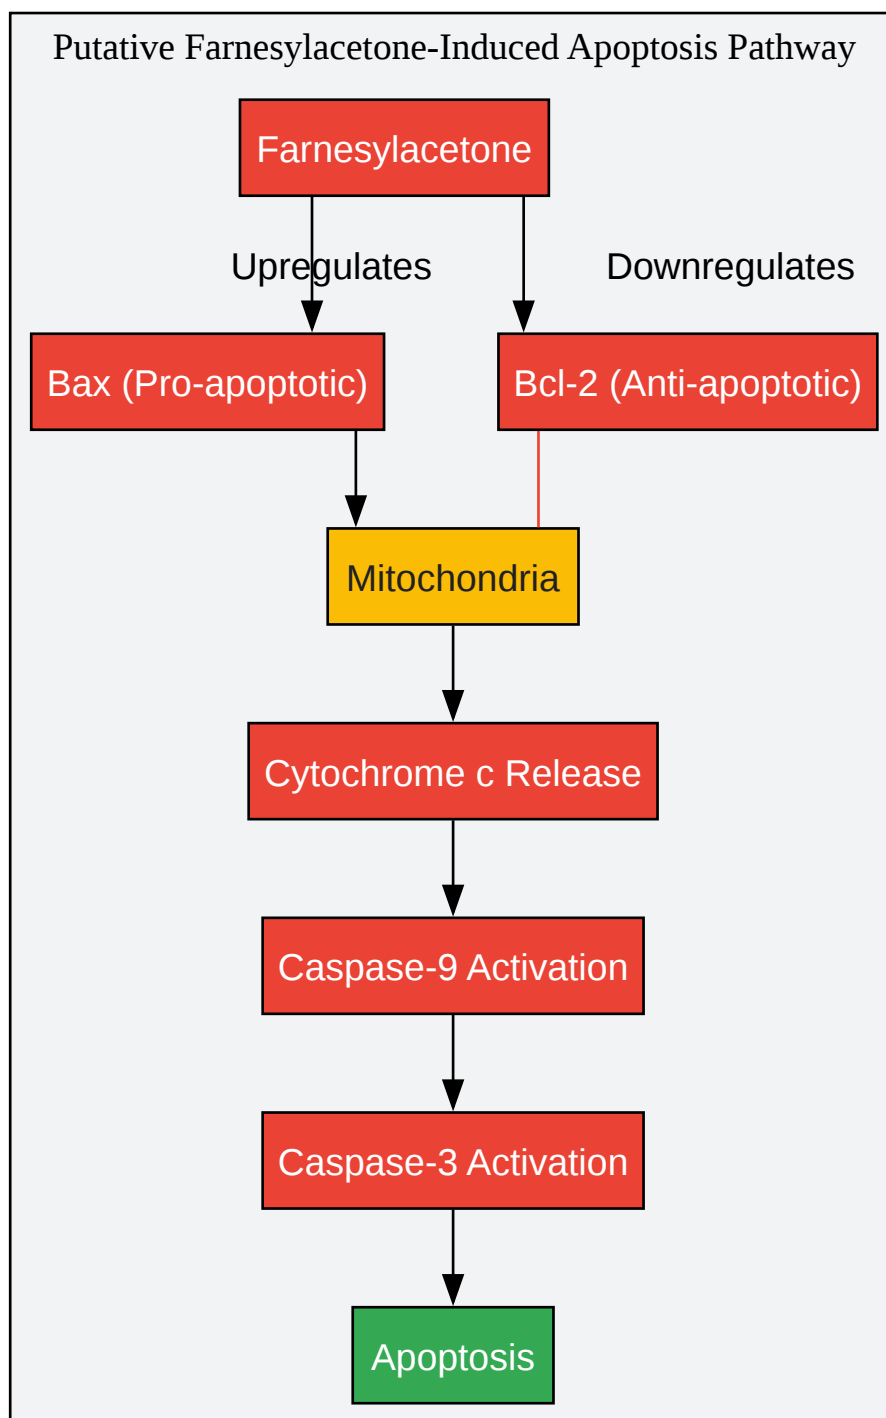 Putative Farnesylacetone-Induced Apoptosis Pathway
Farnesylacetone
Upregulates
Downregulates
Bax (Pro-apoptotic)
Bcl-2 (Anti-apoptotic)
Mitochondria
Cytochrome c Release
Caspase-9 Activation
Caspase-3 Activation
Apoptosis